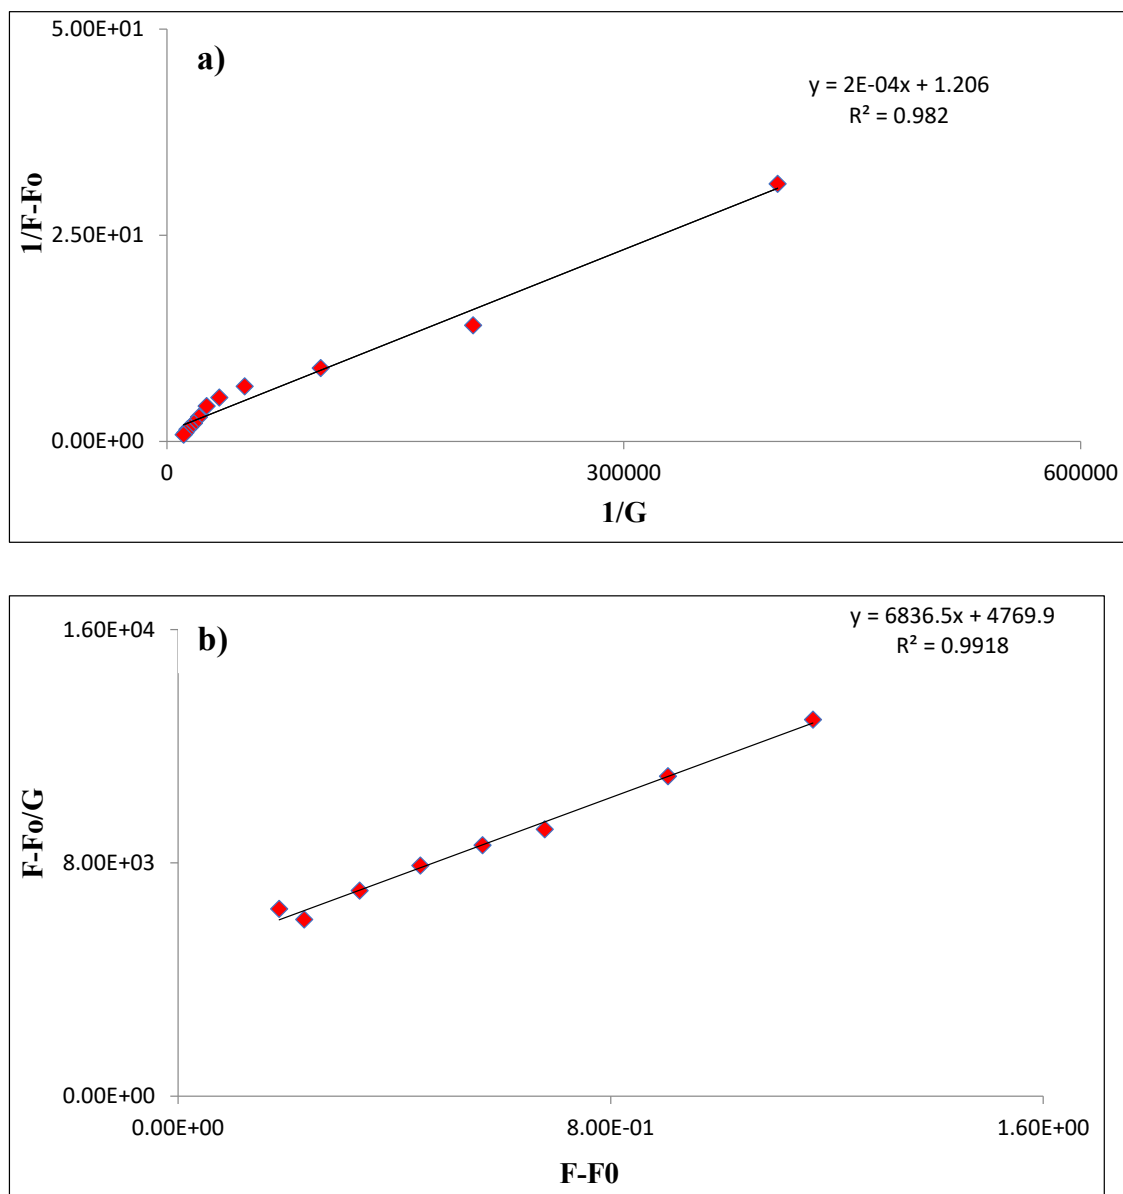 5.00E+01
a)
y = 2E-04x + 1.206
R² = 0.982
1/F-Fo
2.50E+01
0.00E+00
0
300000
600000
1/G
1.60E+04
b)
y = 6836.5x + 4769.9
R² = 0.9918
F-Fo/G
8.00E+03
0.00E+00
0.00E+00
8.00E-01
1.60E+00
F-F0